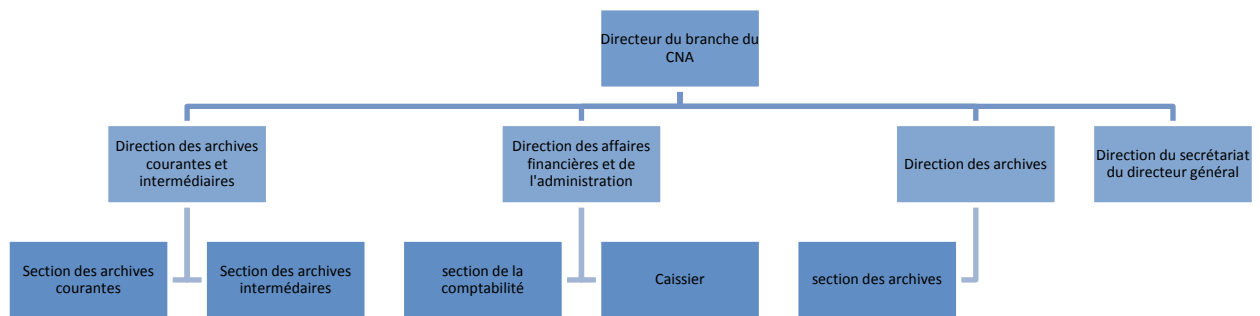 Directeur du branche du
CNA
Direction des archives
courantes et
intermédiaires
Direction des affaires
financières et de
l'administration
Direction des archives
Direction du secrétariat
du directeur général
Section des archives
courantes
Section des archives
intermédaires
section de la
comptabilité
Caissier
section des archives